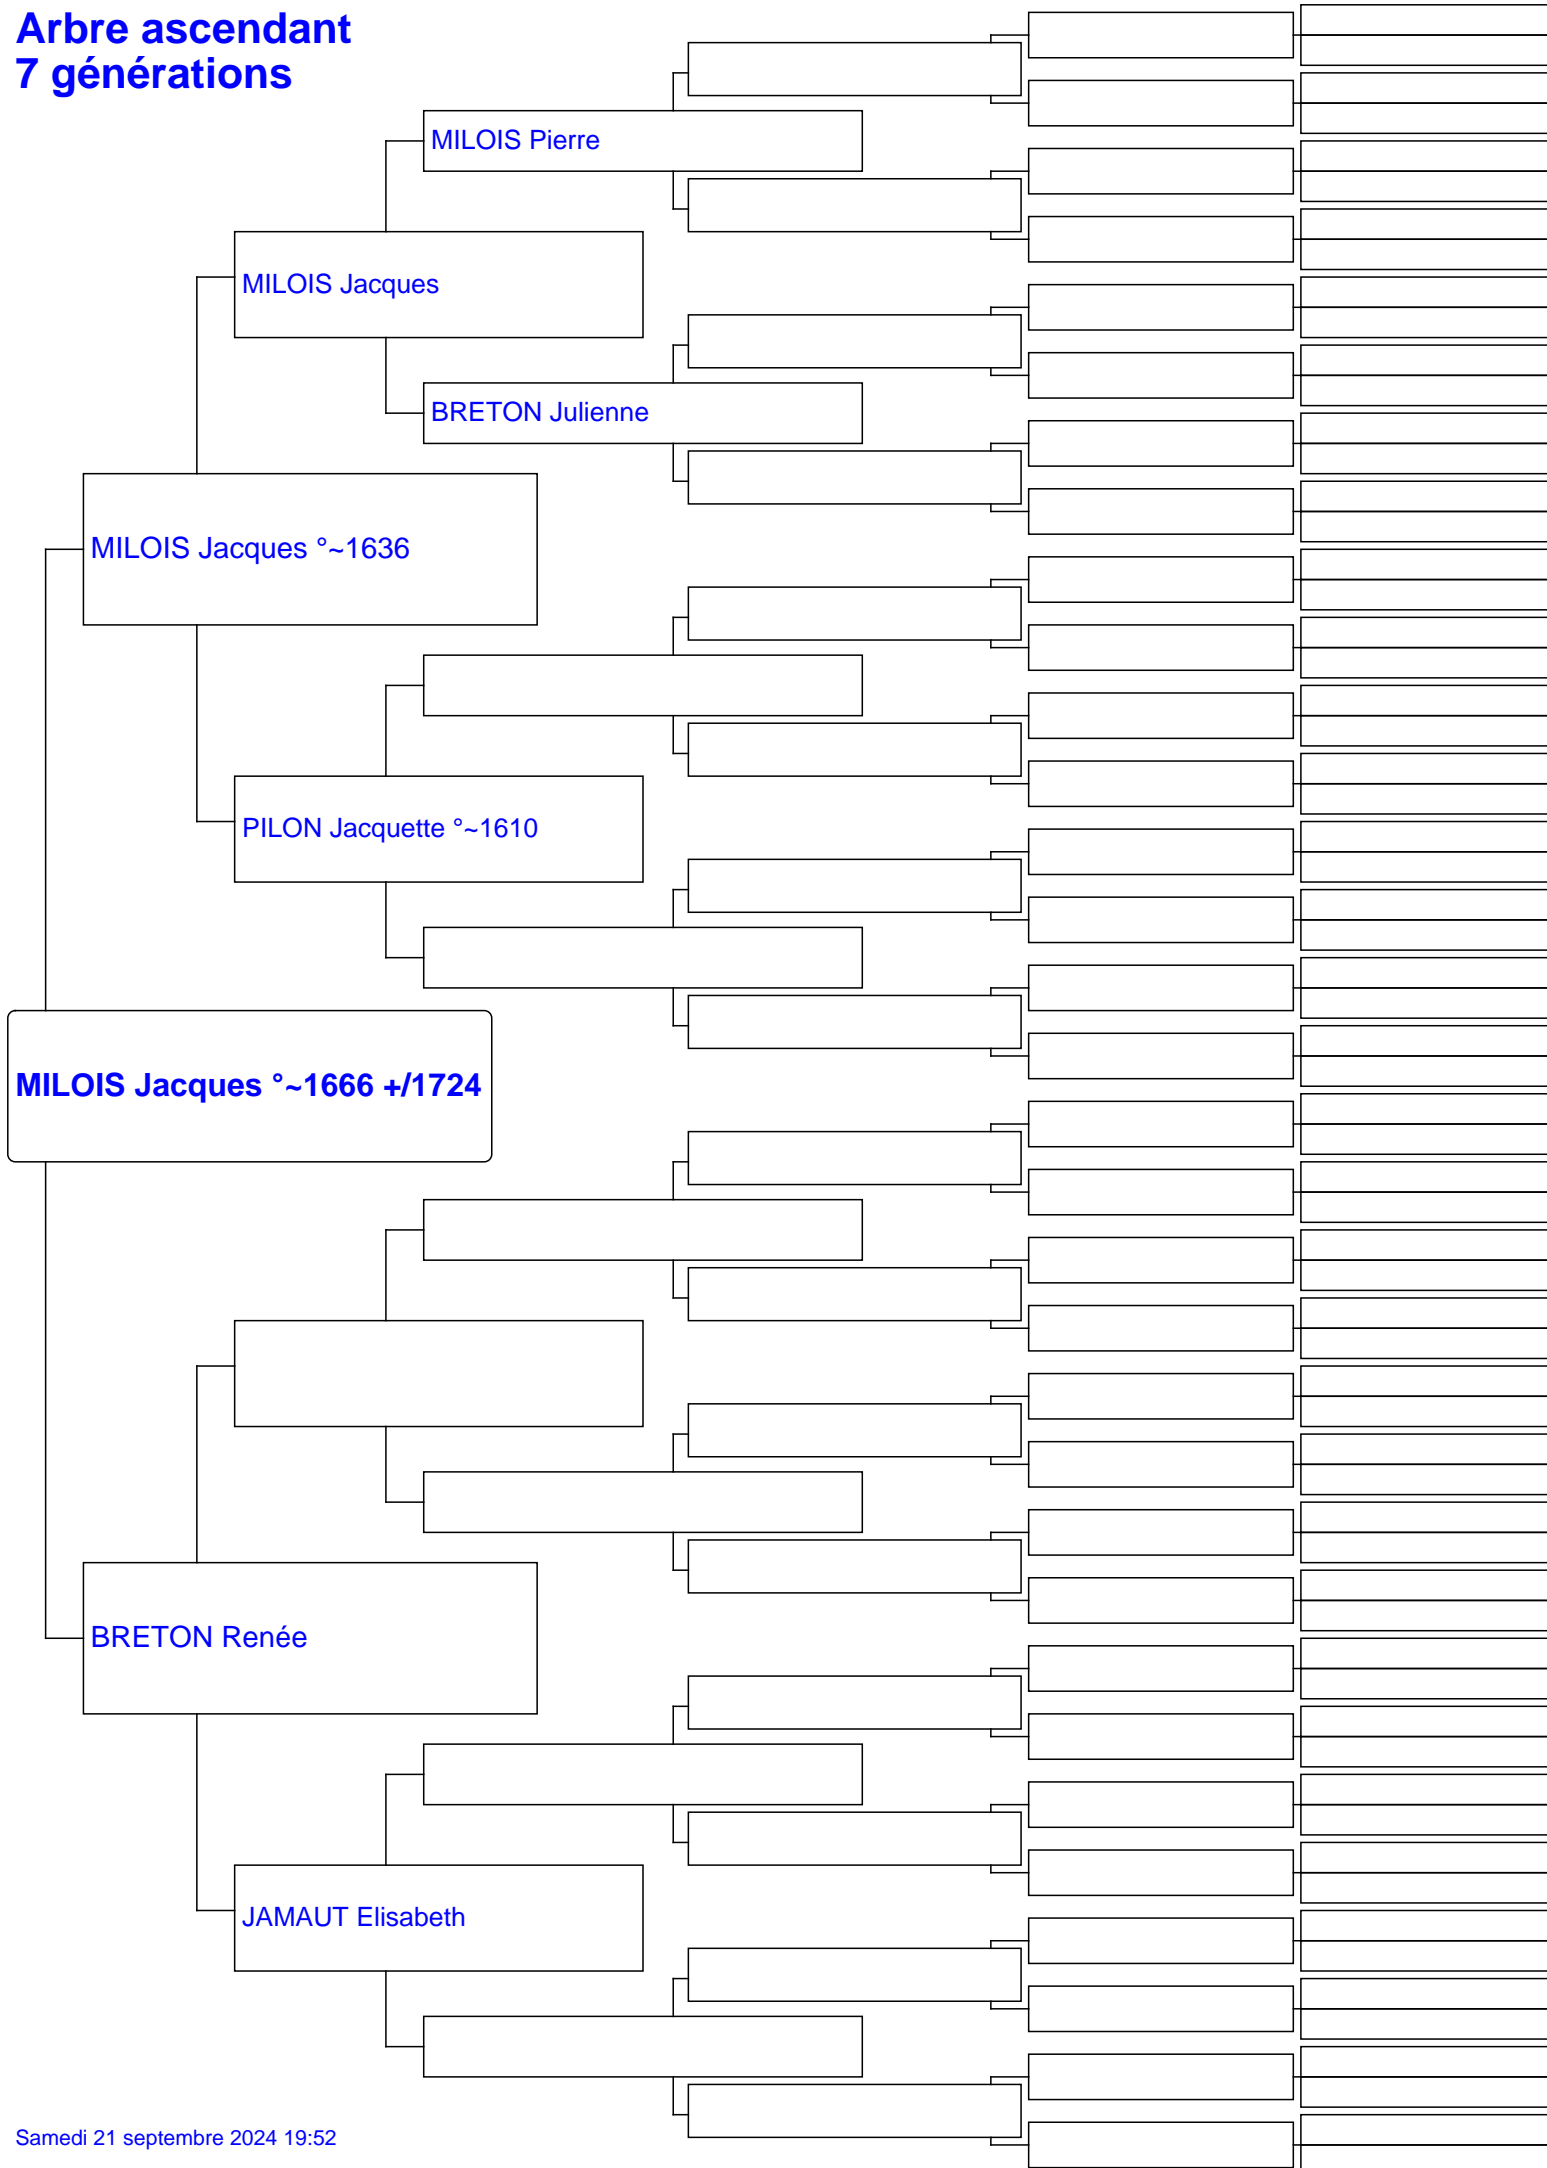 Arbre ascendant
7 générations
MILOIS Pierre
MILOIS Jacques
BRETON Julienne
MILOIS Jacques °~1636
PILON Jacquette °~1610
MILOIS Jacques °~1666 +/1724
BRETON Renée
JAMAUT Elisabeth
Samedi 21 septembre 2024 19:52